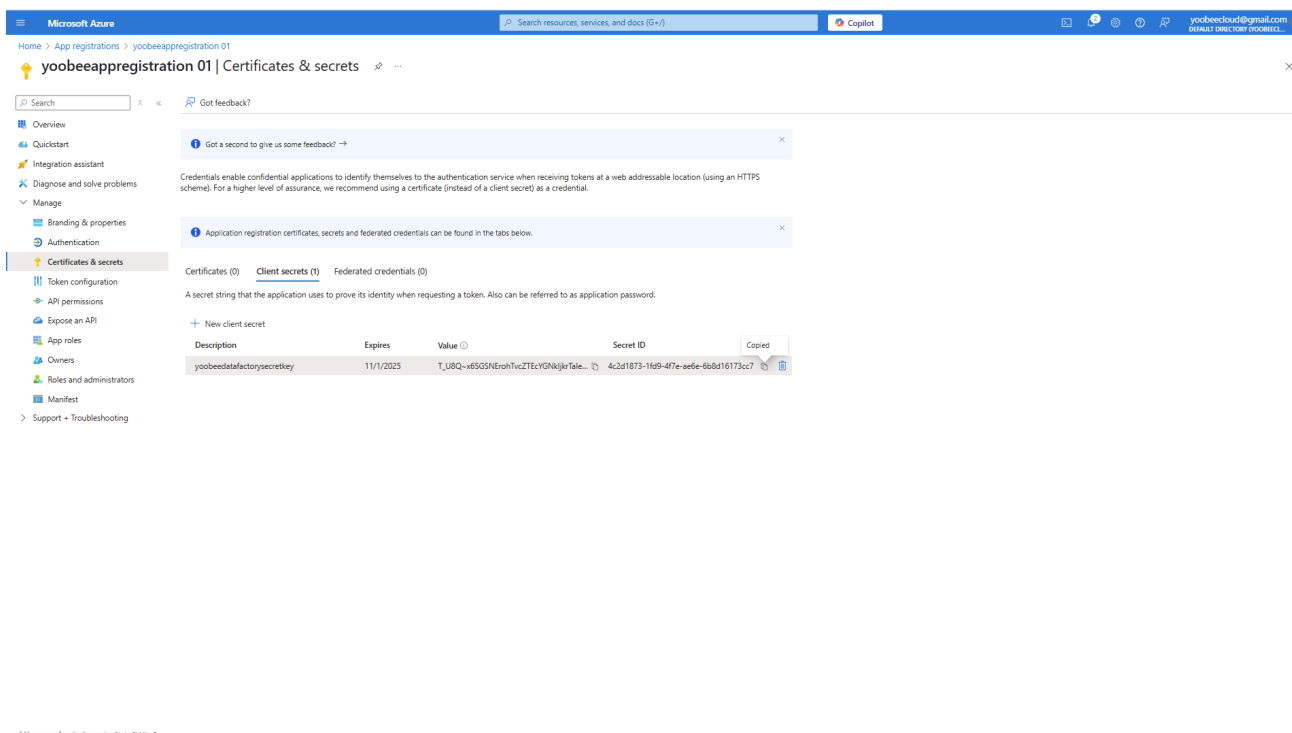 Microsoft Azure
Search resources, services, and docs (G+/)
Copilot
2
yoobeecloud@gmail.com
DEFAULT DIRECTORY (YOOBEECL...
Home > App registrations > yoobeeappregistration 01
yoobeeappregistration 01 | Certificates & secrets
Search
Got feedback?
Overview
Quickstart
Integration assistant
Diagnose and solve problems
Manage
Branding & properties
Authentication
Certificates & secrets
Token configuration
API permissions
Expose an API
App roles
Owners
Roles and administrators
Manifest
Support + Troubleshooting
Got a second to give us some feedback? →
Credentials enable confidential applications to identify themselves to the authentication service when receiving tokens at a web addressable location (using an HTTPS
scheme). For a higher level of assurance, we recommend using a certificate (instead of a client secret) as a credential.
Application registration certificates, secrets and federated credentials can be found in the tabs below.
Certificates (0) Client secrets (1) Federated credentials (0)
A secret string that the application uses to prove its identity when requesting a token. Also can be referred to as application password.
New client secret
Description Expires Value Secret ID Copied
yoobeedatafactorysecretkey 11/1/2025 4c2d1873-1fd9-4f7e-ae6e-6b8d16173cc7